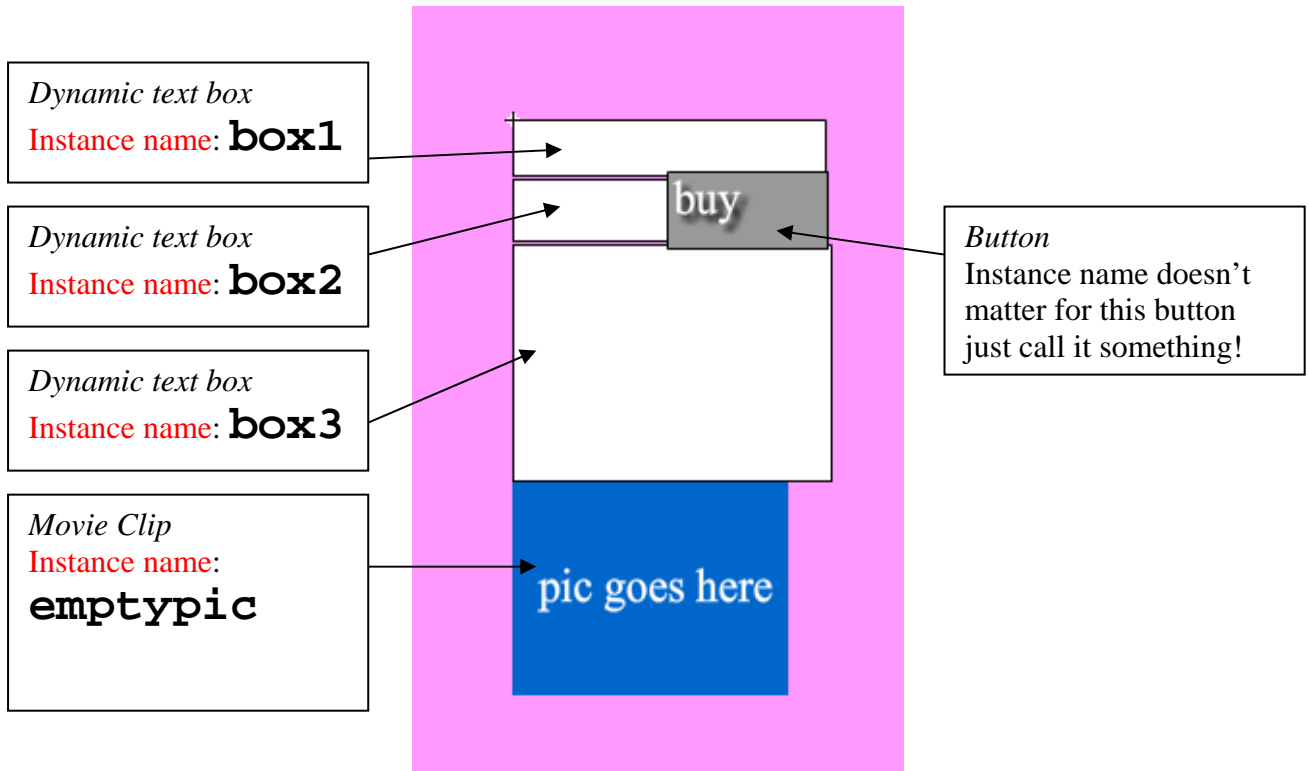 Dynamic text box
Instance name: box1
Dynamic text box
Instance name: box2
Dynamic text box
Instance name: box3
Movie Clip
Instance name:
emptypic
buy
pic goes here
Button
Instance name doesn’t
matter for this button
just call it something!